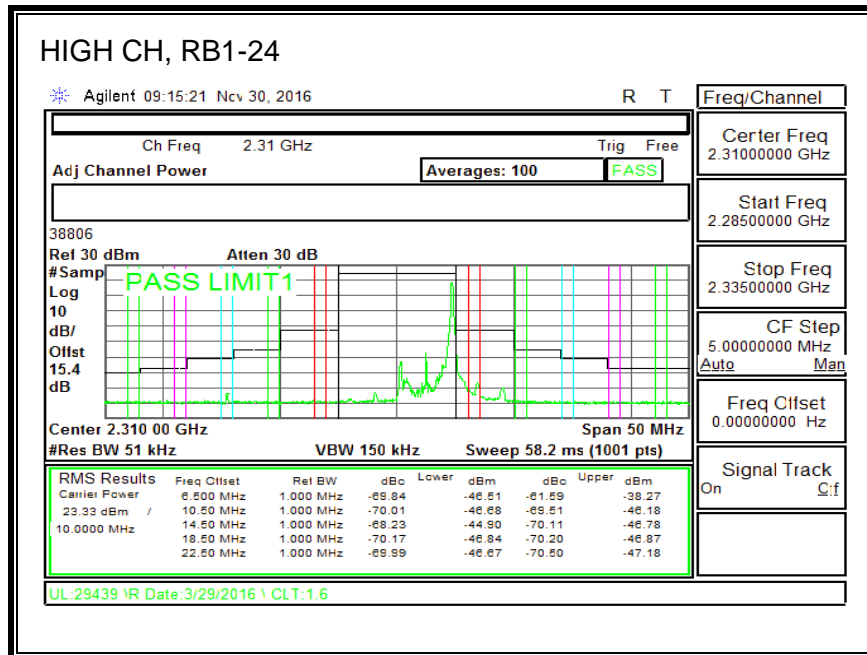 HIGH CH, RB1-24
Agilent 09:15:21 Nov 30, 2016 R T
Freq/Channel
Ch Freq 2.31 GHz Trig Free
Adj Channel Power Averages: 100 PASS
Center Freq
2.31000000 GHz
Start Freq
2.28500000 GHz
38806
Ref 30 dBm Atten 30 dB
#Samp
Log
10
dB/
Offst
15.4
dB
PASS LIMIT1
Stop Freq
2.33500000 GHz
CF Step
5.00000000 MHz
Auto Man
Freq Offset
0.00000000 Hz
Center 2.310 00 GHz Span 50 MHz
#Res BW 51 kHz VBW 150 kHz Sweep 58.2 ms (1001 pts)
Signal Track
On Off
RMS Results Freq Offset Ref BW dBc Lower dBm dBc Upper dBm
Carrier Power 6.500 MHz 1.000 MHz -69.84 -46.51 -61.59 -38.27
23.33 dBm / 10.50 MHz 1.000 MHz -70.01 -46.68 -69.51 -46.18
10.0000 MHz 14.50 MHz 1.000 MHz -68.23 -44.90 -70.11 -46.78
18.50 MHz 1.000 MHz -70.17 -46.84 -70.20 -46.87
22.50 MHz 1.000 MHz -69.99 -46.67 -70.50 -47.18
UL:29439 \R Date:3/29/2016 \ CLT:1.6